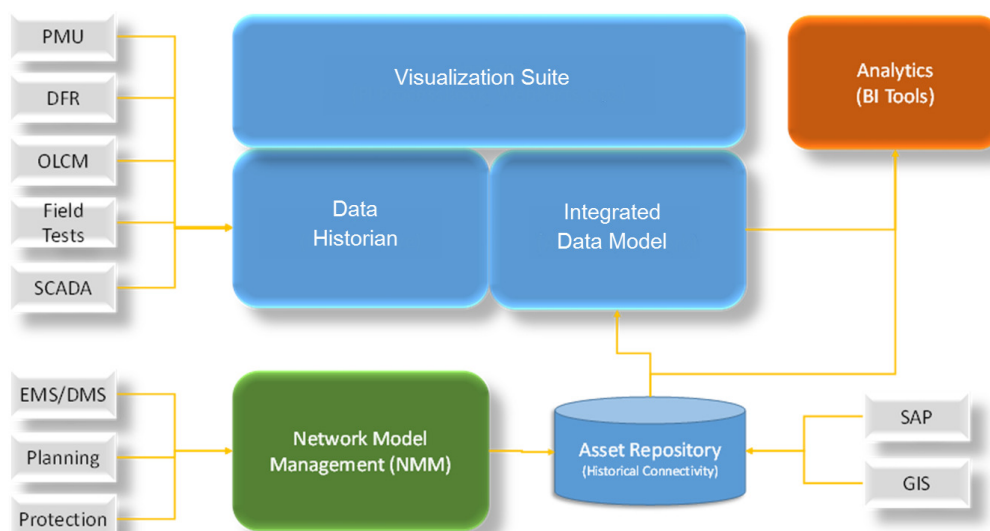 PMU
DFR
OLCM
Field
Tests
SCADA
Visualization Suite
Data
Historian
Integrated
Data Model
Analytics
(BI Tools)
EMS/DMS
Planning
Protection
Network Model
Management (NMM)
Asset Repository
(Historical Connectivity)
SAP
GIS